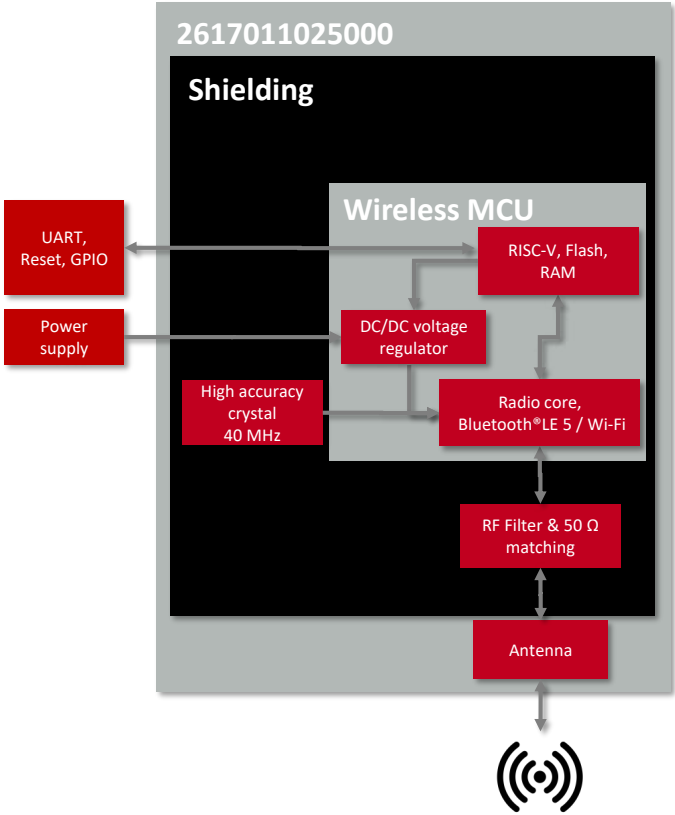 2617011025000
Shielding
Wireless MCU
UART,
Reset, GPIO
RISC-V, Flash,
RAM
Power
supply
DC/DC voltage
regulator
High accuracy
crystal
40 MHz
Radio core,
Bluetooth®LE 5 / Wi-Fi
RF Filter & 50 Ω
matching
Antenna